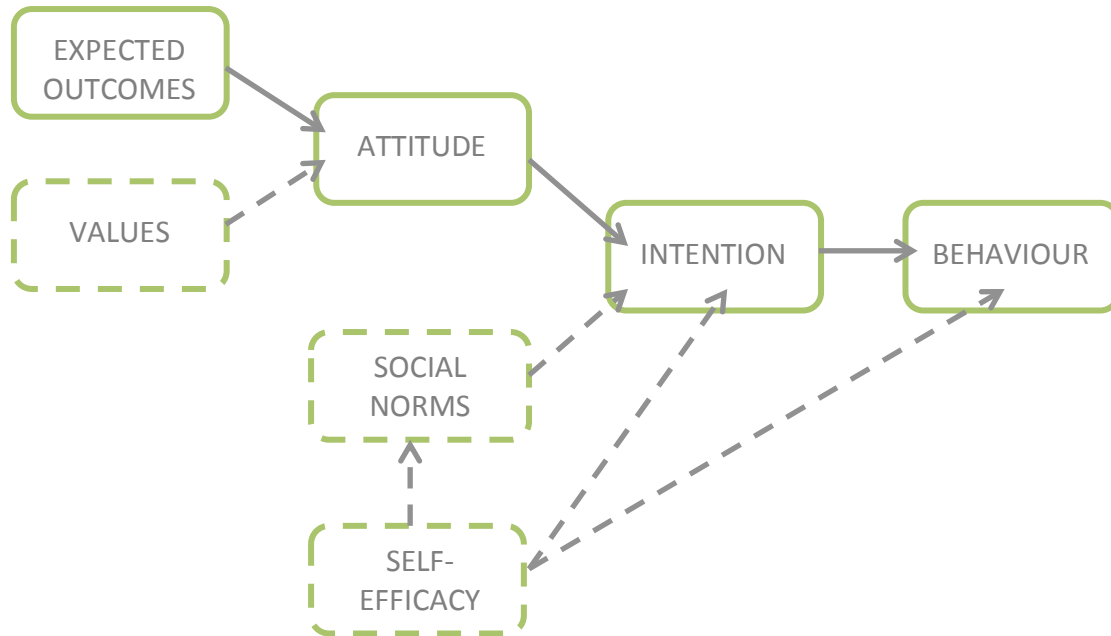 EXPECTED
OUTCOMES
ATTITUDE
VALUES
INTENTION
BEHAVIOUR
SOCIAL
NORMS
SELF-
EFFICACY